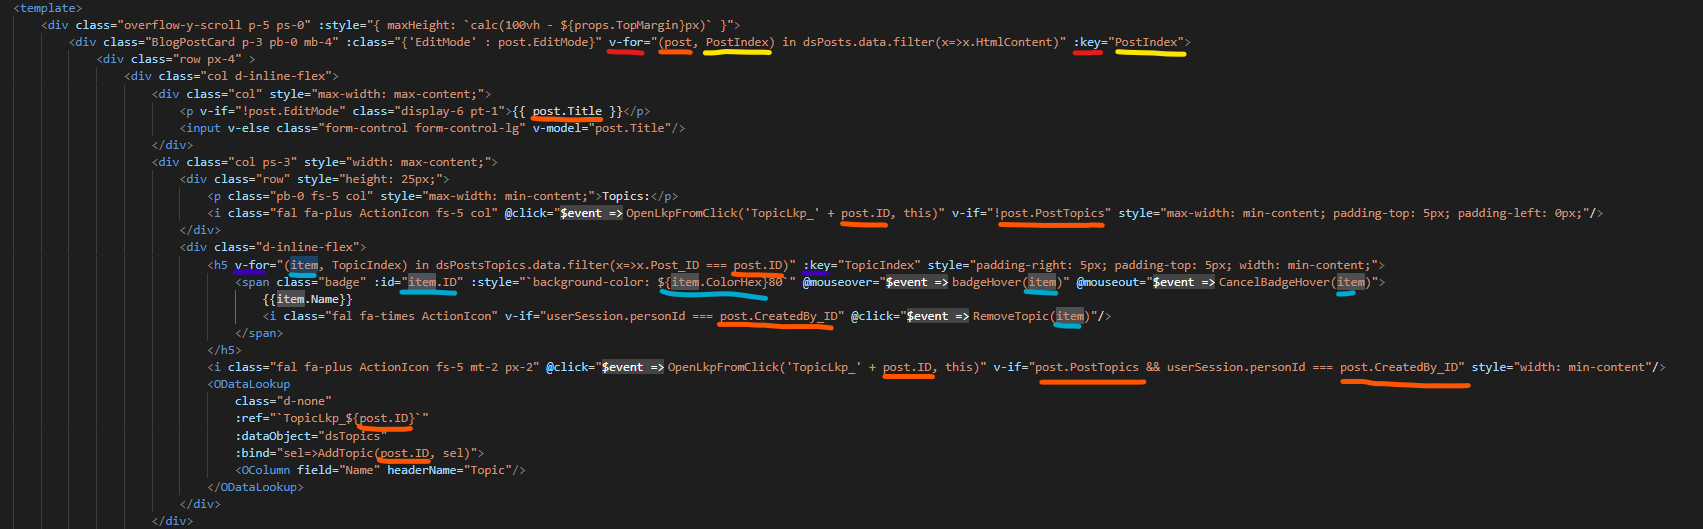 <template>
<div class="overflow-y-scroll p-5 ps-0" :style="{ maxHeight: `calc(100vh - ${props.TopMargin}px)` }">
<div class="BlogPostCard p-3 pb-0 mb-4" :class="{'EditMode' : post.EditMode}" v-for="(post, PostIndex) in dsPosts.data.filter(x=>x.HtmlContent)" :key="PostIndex">
<div class="row px-4" >
<div class="col d-inline-flex">
<div class="col" style="max-width: max-content;">
<p v-if="!post.EditMode" class="display-6 pt-1">{{ post.Title }}</p>
<input v-else class="form-control form-control-lg" v-model="post.Title"/>
</div>
<div class="col ps-3" style="width: max-content;">
<div class="row" style="height: 25px;">
<p class="pb-0 fs-5 col" style="max-width: min-content;">Topics:</p>
<i class="fal fa-plus ActionIcon fs-5 col" @click="$event => OpenLkpFromClick('TopicLkp_' + post.ID, this)" v-if="!post.PostTopics" style="max-width: min-content; padding-top: 5px; padding-left: 0px;"/>
</div>
<div class="d-inline-flex">
<h5 v-for="(item, TopicIndex) in dsPostsTopics.data.filter(x=>x.Post_ID === post.ID)" :key="TopicIndex" style="padding-right: 5px; padding-top: 5px; width: min-content;">
<span class="badge" :id="item.ID" :style="`background-color: ${item.ColorHex}80`" @mouseover="$event => badgeHover(item)" @mouseout="$event => CancelBadgeHover(item)">
{{item.Name}}
<i class="fal fa-times ActionIcon" v-if="userSession.personId === post.CreatedBy_ID" @click="$event => RemoveTopic(item)"/>
</span>
</h5>
<i class="fal fa-plus ActionIcon fs-5 mt-2 px-2" @click="$event => OpenLkpFromClick('TopicLkp_' + post.ID, this)" v-if="post.PostTopics && userSession.personId === post.CreatedBy_ID" style="width: min-content"/>
<ODataLookup
class="d-none"
:ref="`TopicLkp_${post.ID}`"
:dataObject="dsTopics"
:bind="sel=>AddTopic(post.ID, sel)">
<OColumn field="Name" headerName="Topic"/>
</ODataLookup>
</div>
</div>